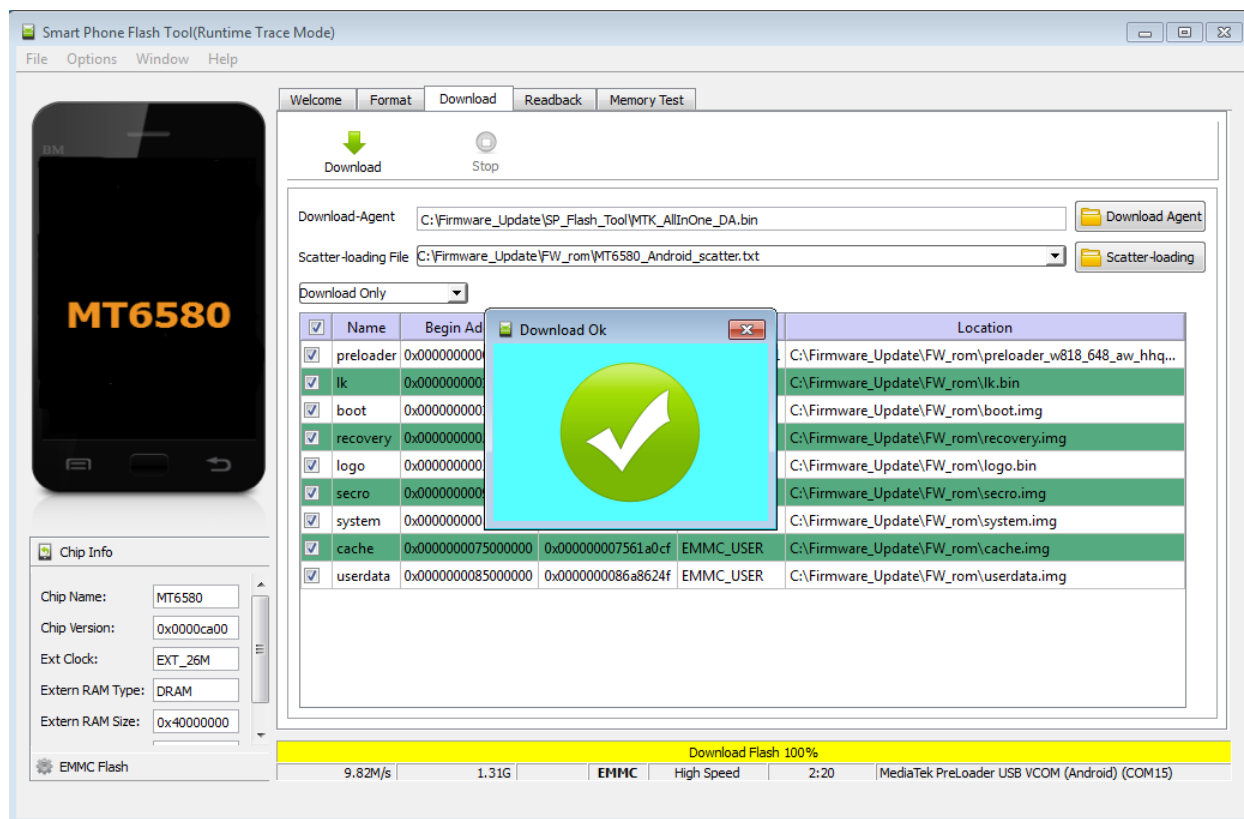 Smart Phone Flash Tool(Runtime Trace Mode)
File Options Window Help
Welcome Format Download Readback Memory Test
BM
Download Stop
Download-Agent C:\Firmware_Update\SP_Flash_Tool\MTK_AllInOne_DA.bin Download Agent
Scatter-loading File C:\Firmware_Update\FW_rom\MT6580_Android_scatter.txt Scatter-loading
Download Only
MT6580
Name Begin Ad Location
Download Ok
preloader C:\Firmware_Update\FW_rom\preloader_w818_648_aw_hhq...
lk C:\Firmware_Update\FW_rom\lk.bin
boot C:\Firmware_Update\FW_rom\boot.img
recovery C:\Firmware_Update\FW_rom\recovery.img
logo C:\Firmware_Update\FW_rom\logo.bin
secro C:\Firmware_Update\FW_rom\secro.img
system C:\Firmware_Update\FW_rom\system.img
cache 0x0000000075000000 0x000000007561a0cf EMMC_USER C:\Firmware_Update\FW_rom\cache.img
userdata 0x0000000085000000 0x0000000086a8624f EMMC_USER C:\Firmware_Update\FW_rom\userdata.img
Chip Info
Chip Name: MT6580
Chip Version: 0x0000ca00
Ext Clock: EXT_26M
Extern RAM Type: DRAM
Extern RAM Size: 0x40000000
EMMC Flash
Download Flash 100%
9.82M/s 1.31G EMMC High Speed 2:20 MediaTek PreLoader USB VCOM (Android) (COM15)